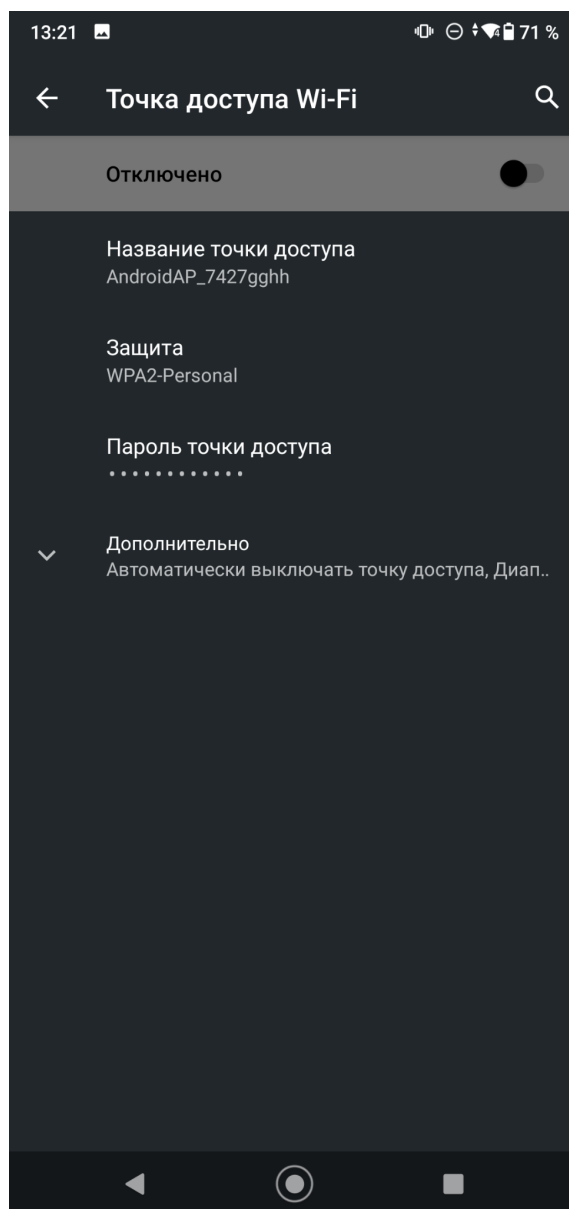 13:21
71 %
Точка доступа Wi-Fi
Отключено
Название точки доступа
AndroidAP_7427gghh
Защита
WPA2-Personal
Пароль точки доступа
••••••••••••
Дополнительно
Автоматически выключать точку доступа, Диап..